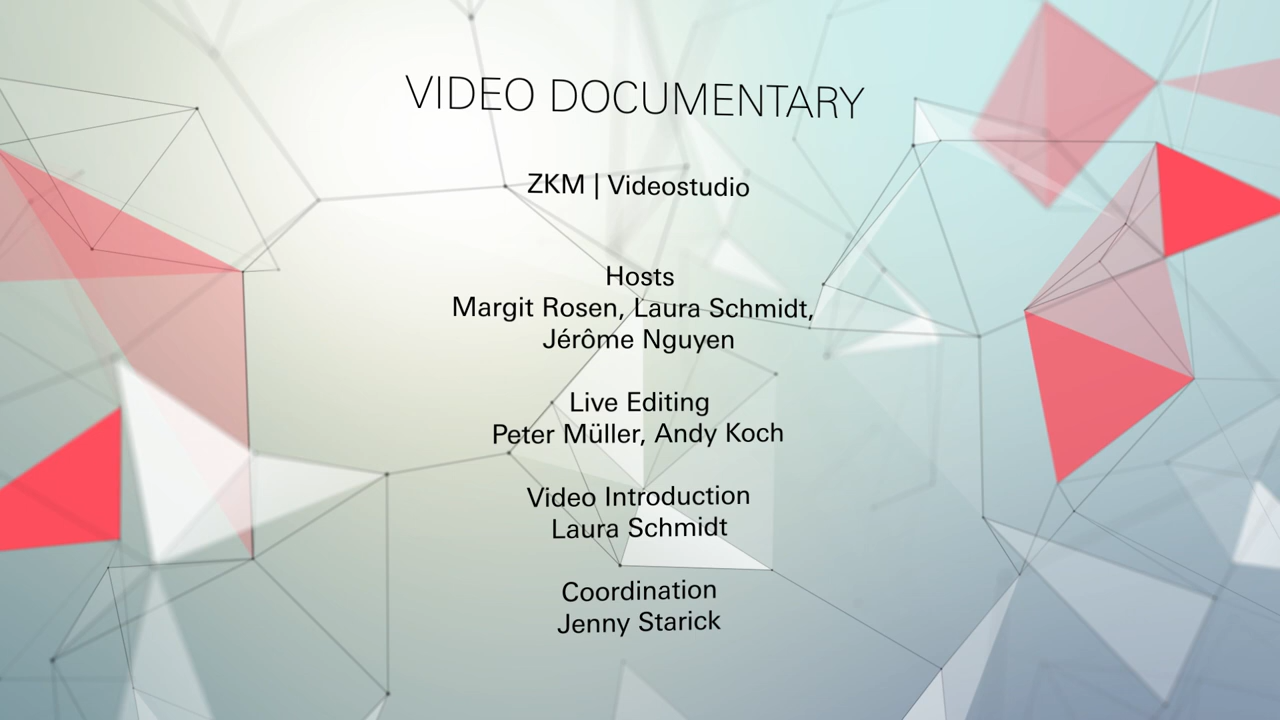 VIDEO DOCUMENTARY
ZKM | Videostudio
Hosts
Margit Rosen, Laura Schmidt,
Jérôme Nguyen
Live Editing
Peter Müller, Andy Koch
Video Introduction
Laura Schmidt
Coordination
Jenny Starick